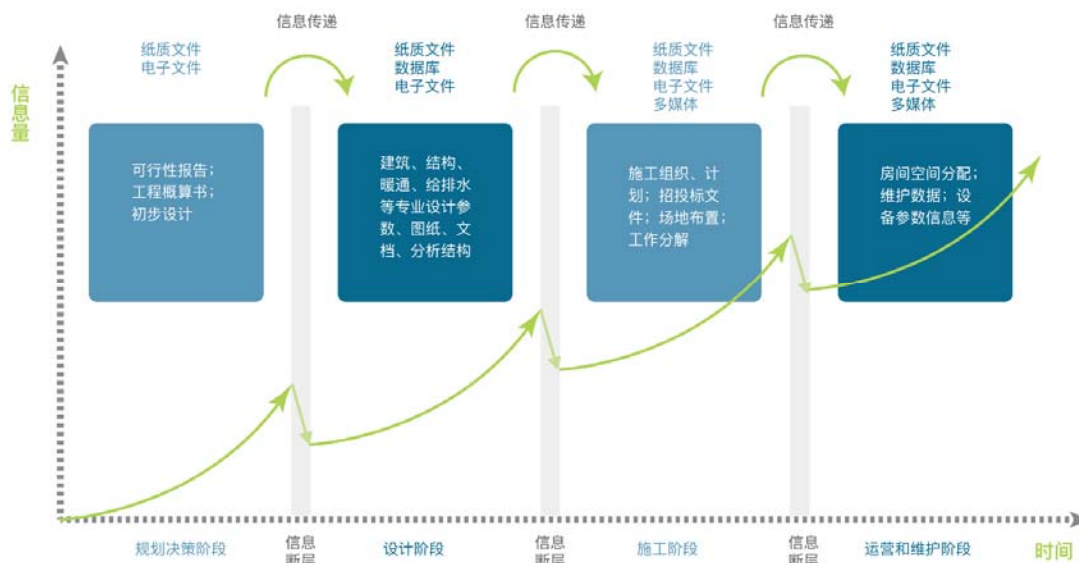 信息传递
信息传递
信息传递
纸质文件
电子文件
纸质文件
数据库
电子文件
纸质文件
数据库
电子文件
多媒体
纸质文件
数据库
电子文件
多媒体
信息量
可行性报告；
工程概算书；
初步设计
建筑、结构、
暖通、给排水
等专业设计参
数、图纸、文
档、分析结构
施工组织、计
划；招投标文
件；场地布置；
工作分解
房间空间分配；
维护数据；设
备参数信息等
规划决策阶段
信息
断层
设计阶段
信息
断层
施工阶段
信息
断层
运营和维护阶段
时间